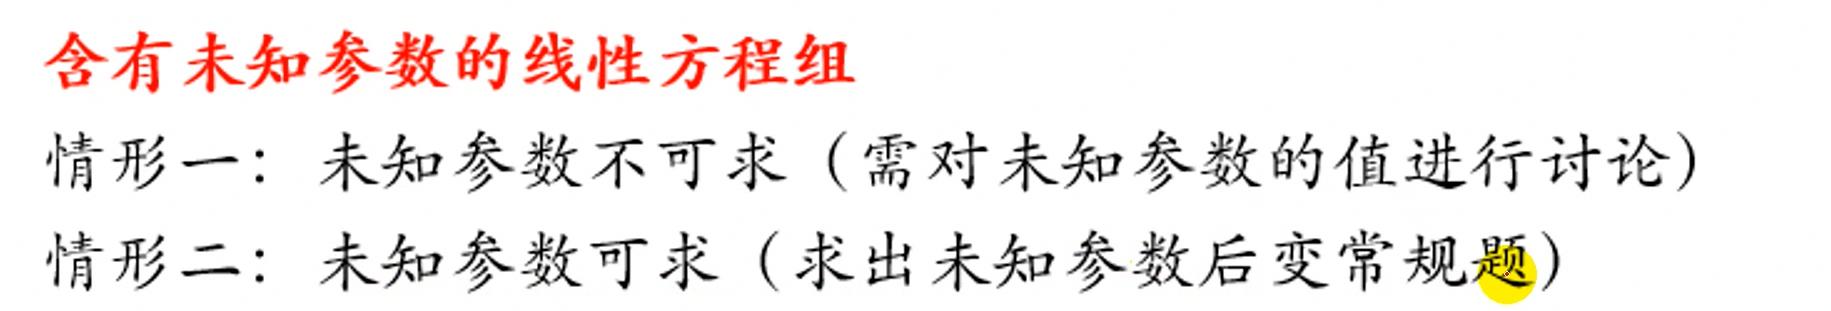 含有未知参数的线性方程组
情形一：未知参数不可求（需对未知参数的值进行讨论）
情形二：未知参数可求（求出未知参数后变常规题）